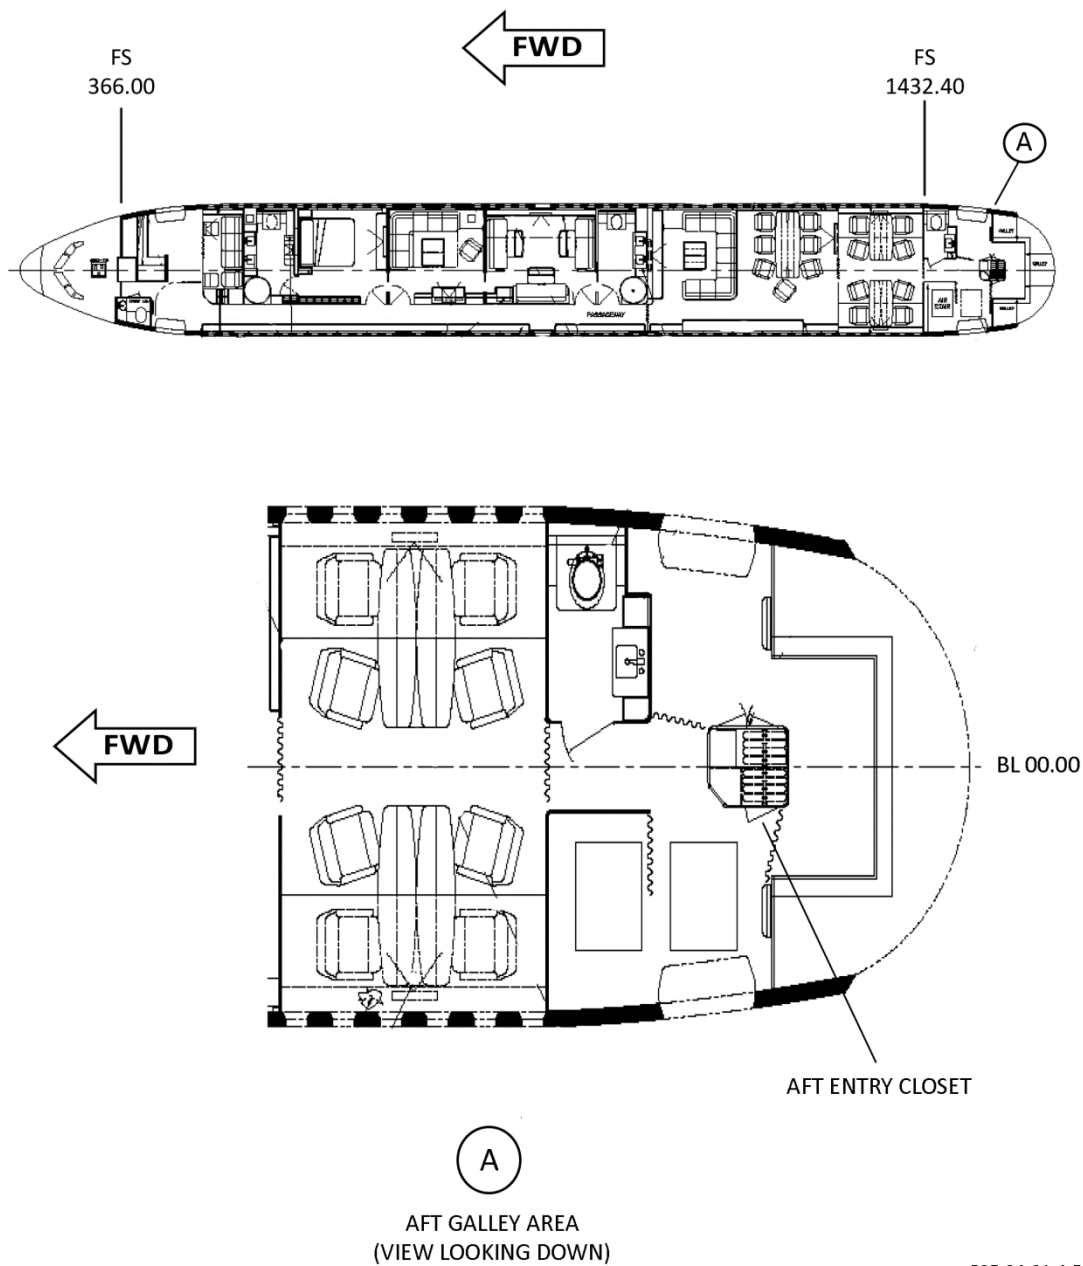 FWD
FS
366.00
FS
1432.40
A
PASSAGEWAY
AIR
STAIR
GALLEY
GALLEY
GALLEY
FWD
BL 00.00
AFT ENTRY CLOSET
A
AFT GALLEY AREA
(VIEW LOOKING DOWN)